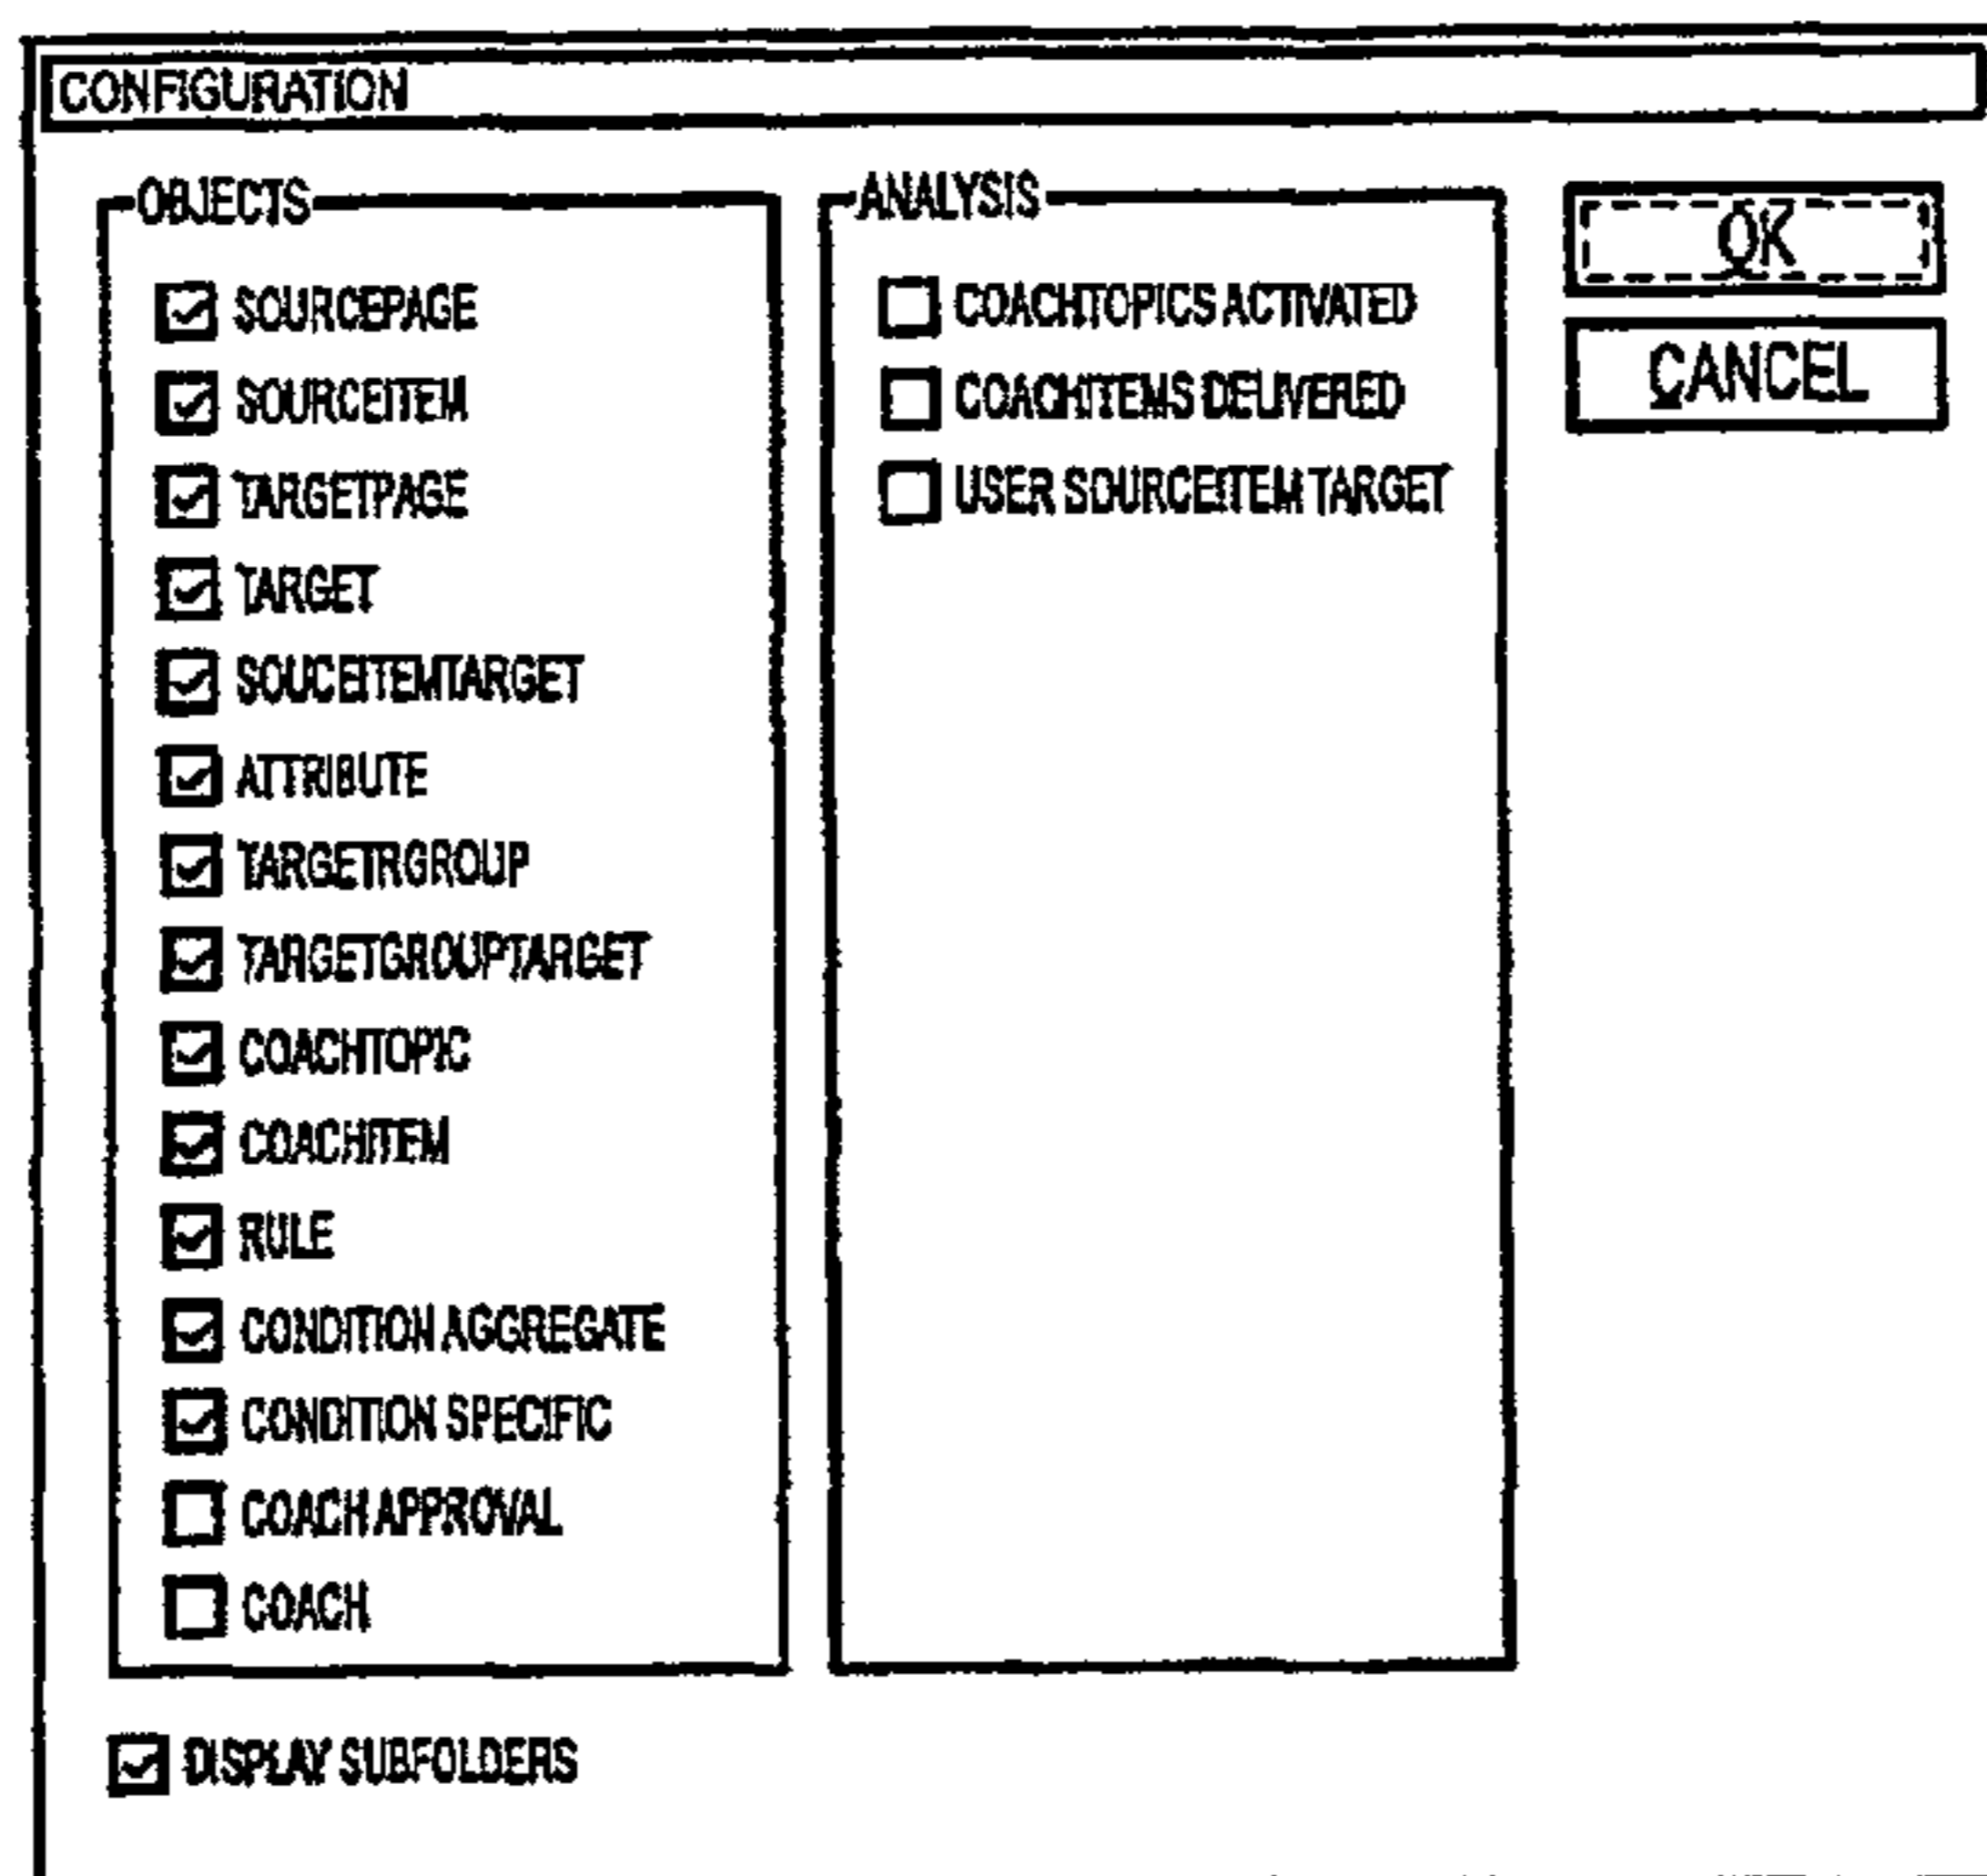 CONFIGURATION
OBJECTS
SOURCEPAGE
SOURCEITEM
TARGETPAGE
TARGET
SOUCEITEMTARGET
ATTRIBUTE
TARGETRGROUP
TARGETGROUPTARGET
COACHTOPIC
COACHITEM
RULE
CONDITION AGGREGATE
CONDITION SPECIFIC
COACH APPROVAL
COACH
ANALYSIS
COACHTOPICS ACTIVATED
COACHITEMS DELIVERED
USER SOURCEITEM TARGET
OK
CANCEL
DISPLAY SUBFOLDERS